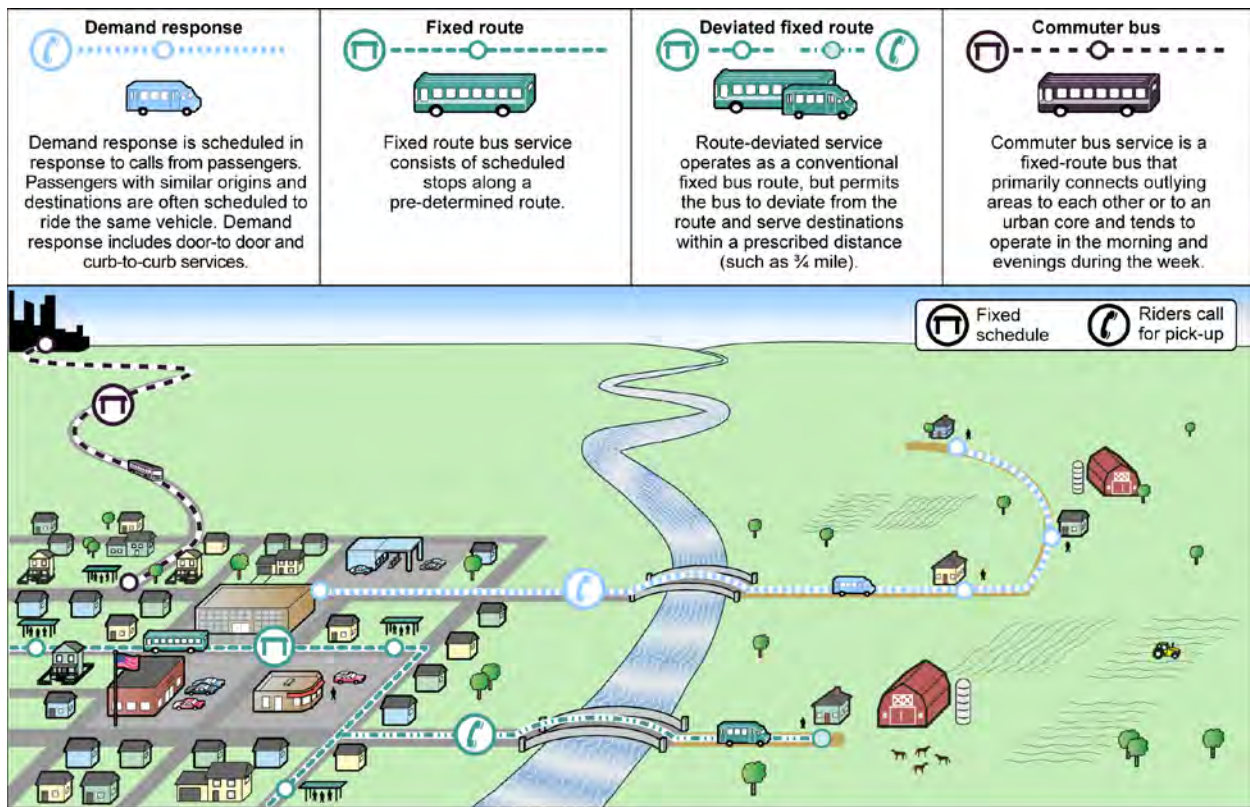 Demand response
Demand response is scheduled in
response to calls from passengers.
Passengers with similar origins and
destinations are often scheduled to
ride the same vehicle. Demand
response includes door-to door and
curb-to-curb services.
Fixed route
Fixed route bus service
consists of scheduled
stops along a
pre-determined route.
Deviated fixed route
Route-deviated service
operates as a conventional
fixed bus route, but permits
the bus to deviate from the
route and serve destinations
within a prescribed distance
(such as ¾ mile).
Commuter bus
Commuter bus service is a
fixed-route bus that
primarily connects outlying
areas to each other or to an
urban core and tends to
operate in the morning and
evenings during the week.
Fixed
schedule
Riders call
for pick-up